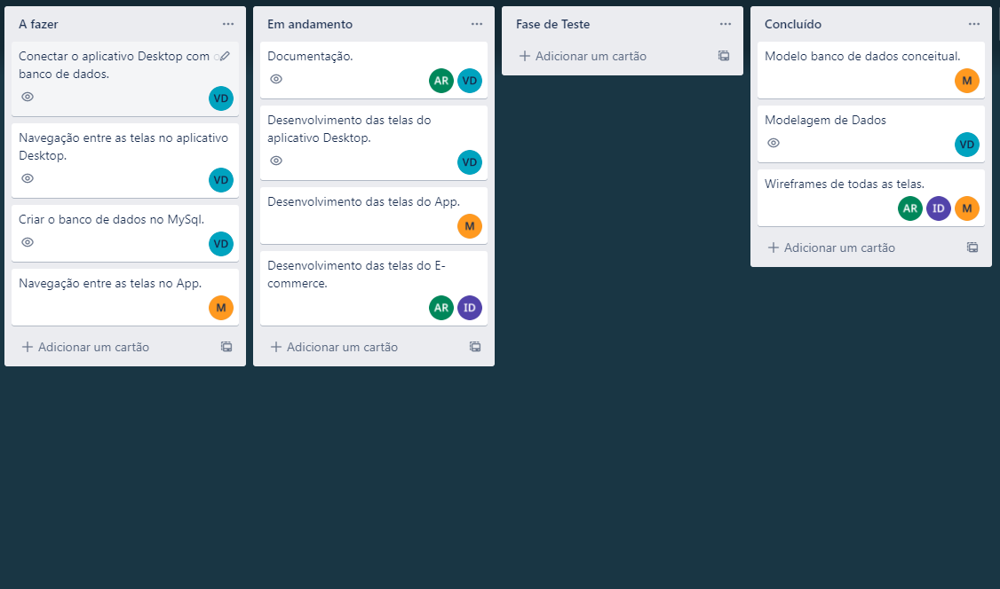 A fazer
Conectar o aplicativo Desktop com o
banco de dados.
VD
Navegação entre as telas no aplicativo
Desktop.
VD
Criar o banco de dados no MySql.
VD
Navegação entre as telas no App.
M
Adicionar um cartão
Em andamento
Documentação.
AR VD
Desenvolvimento das telas do
aplicativo Desktop.
VD
Desenvolvimento das telas do App.
M
Desenvolvimento das telas do E-
commerce.
AR ID
Adicionar um cartão
Fase de Teste
Adicionar um cartão
Concluído
Modelo banco de dados conceitual.
M
Modelagem de Dados
VD
Wireframes de todas as telas.
AR ID M
Adicionar um cartão